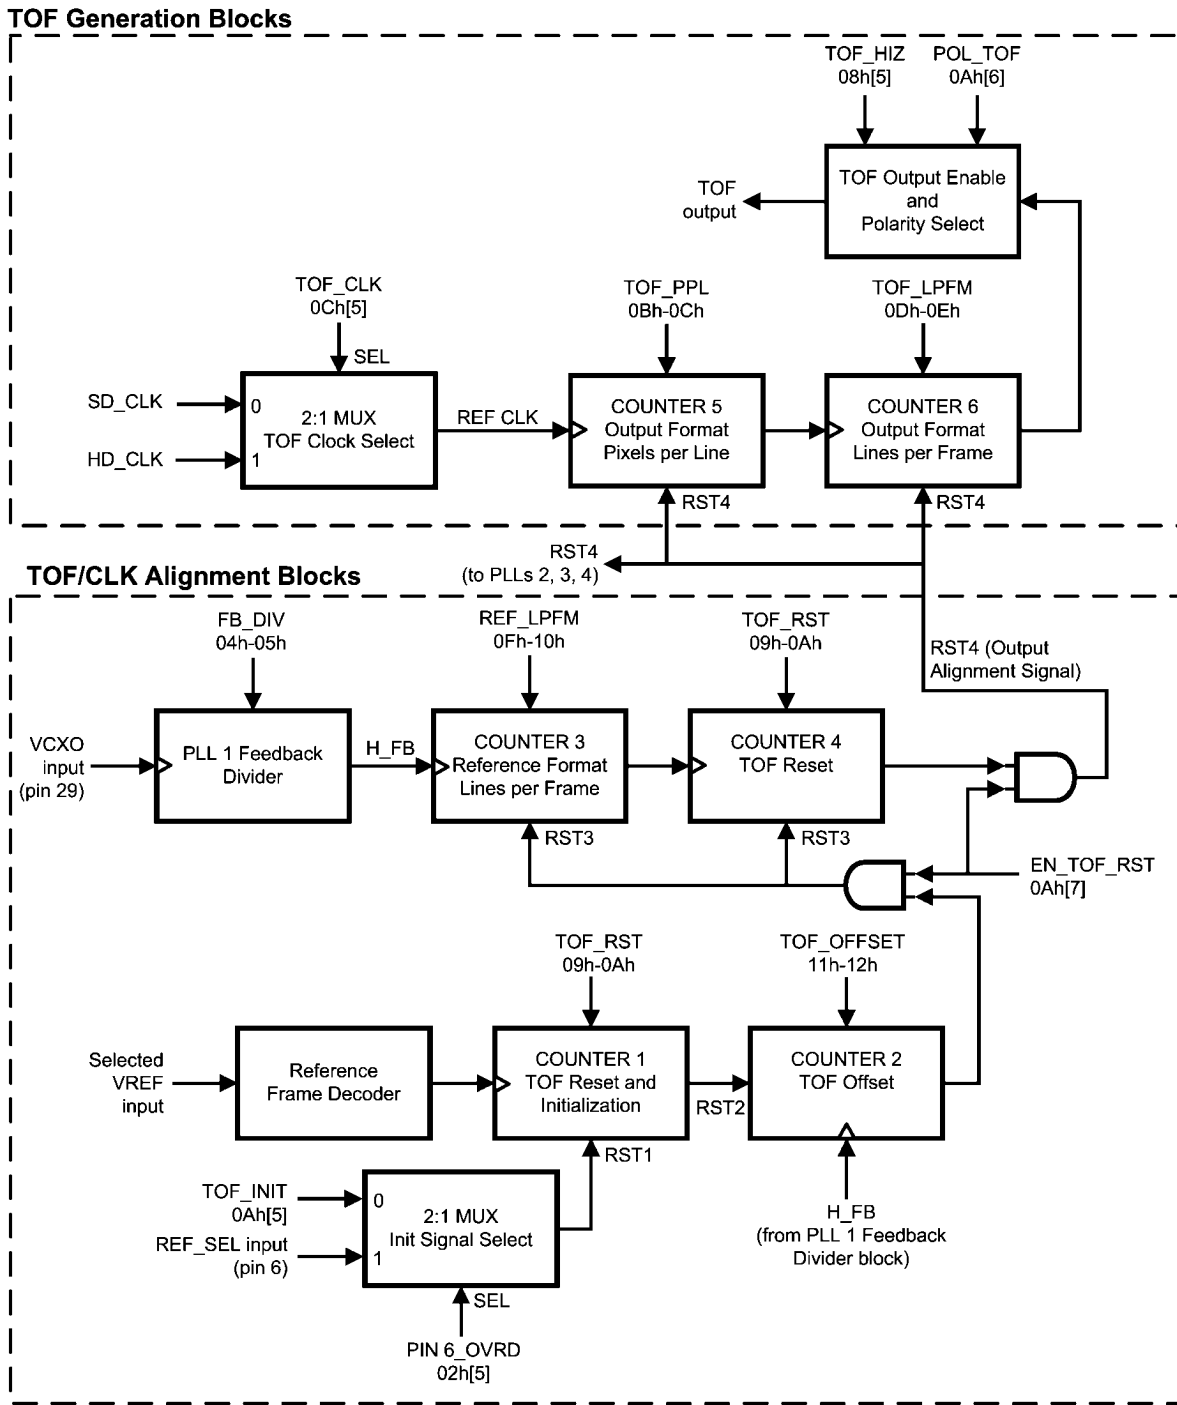 TOF Generation Blocks
TOF_HIZ
08h[5]
POL_TOF
0Ah[6]
TOF Output Enable
and
Polarity Select
TOF
output
TOF_CLK
0Ch[5]
SEL
TOF_PPL
0Bh-0Ch
TOF_LPFM
0Dh-0Eh
SD_CLK
HD_CLK
0
1
2:1 MUX
TOF Clock Select
REF CLK
COUNTER 5
Output Format
Pixels per Line
COUNTER 6
Output Format
Lines per Frame
RST4
RST4
RST4
(to PLLs 2, 3, 4)
TOF/CLK Alignment Blocks
FB_DIV
04h-05h
REF_LPFM
0Fh-10h
TOF_RST
09h-0Ah
RST4 (Output
Alignment Signal)
VCXO
input
(pin 29)
PLL 1 Feedback
Divider
H_FB
COUNTER 3
Reference Format
Lines per Frame
COUNTER 4
TOF Reset
RST3
RST3
EN_TOF_RST
0Ah[7]
TOF_RST
09h-0Ah
TOF_OFFSET
11h-12h
Selected
VREF
input
Reference
Frame Decoder
COUNTER 1
TOF Reset and
Initialization
RST2
COUNTER 2
TOF Offset
RST1
TOF_INIT
0Ah[5]
REF_SEL input
(pin 6)
0
1
2:1 MUX
Init Signal Select
H_FB
(from PLL 1 Feedback
Divider block)
SEL
PIN 6_OVRD
02h[5]